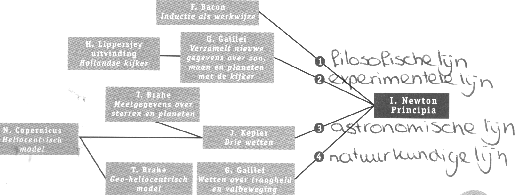 F. Bacon
Inductie als werkwijze
H. Lippersjey
uitvinding
Hollandse kijker
G. Galilei
Verzamelt nieuwe
gegevens over zon,
maan en planeten
met de kijker
1 filosofische lijn
2 experimentele lijn
T. Brahe
Meetgegevens over
sterren en planeten
I. Newton
Principia
N. Copernicus
Heliocentrisch
model
J. Kepler
Drie wetten
3 astronomische lijn
4 natuurkundige lijn
T. Brahe
Geo-heliocentrisch
model
G. Galilei
Wetten over traagheid
en valbeweging